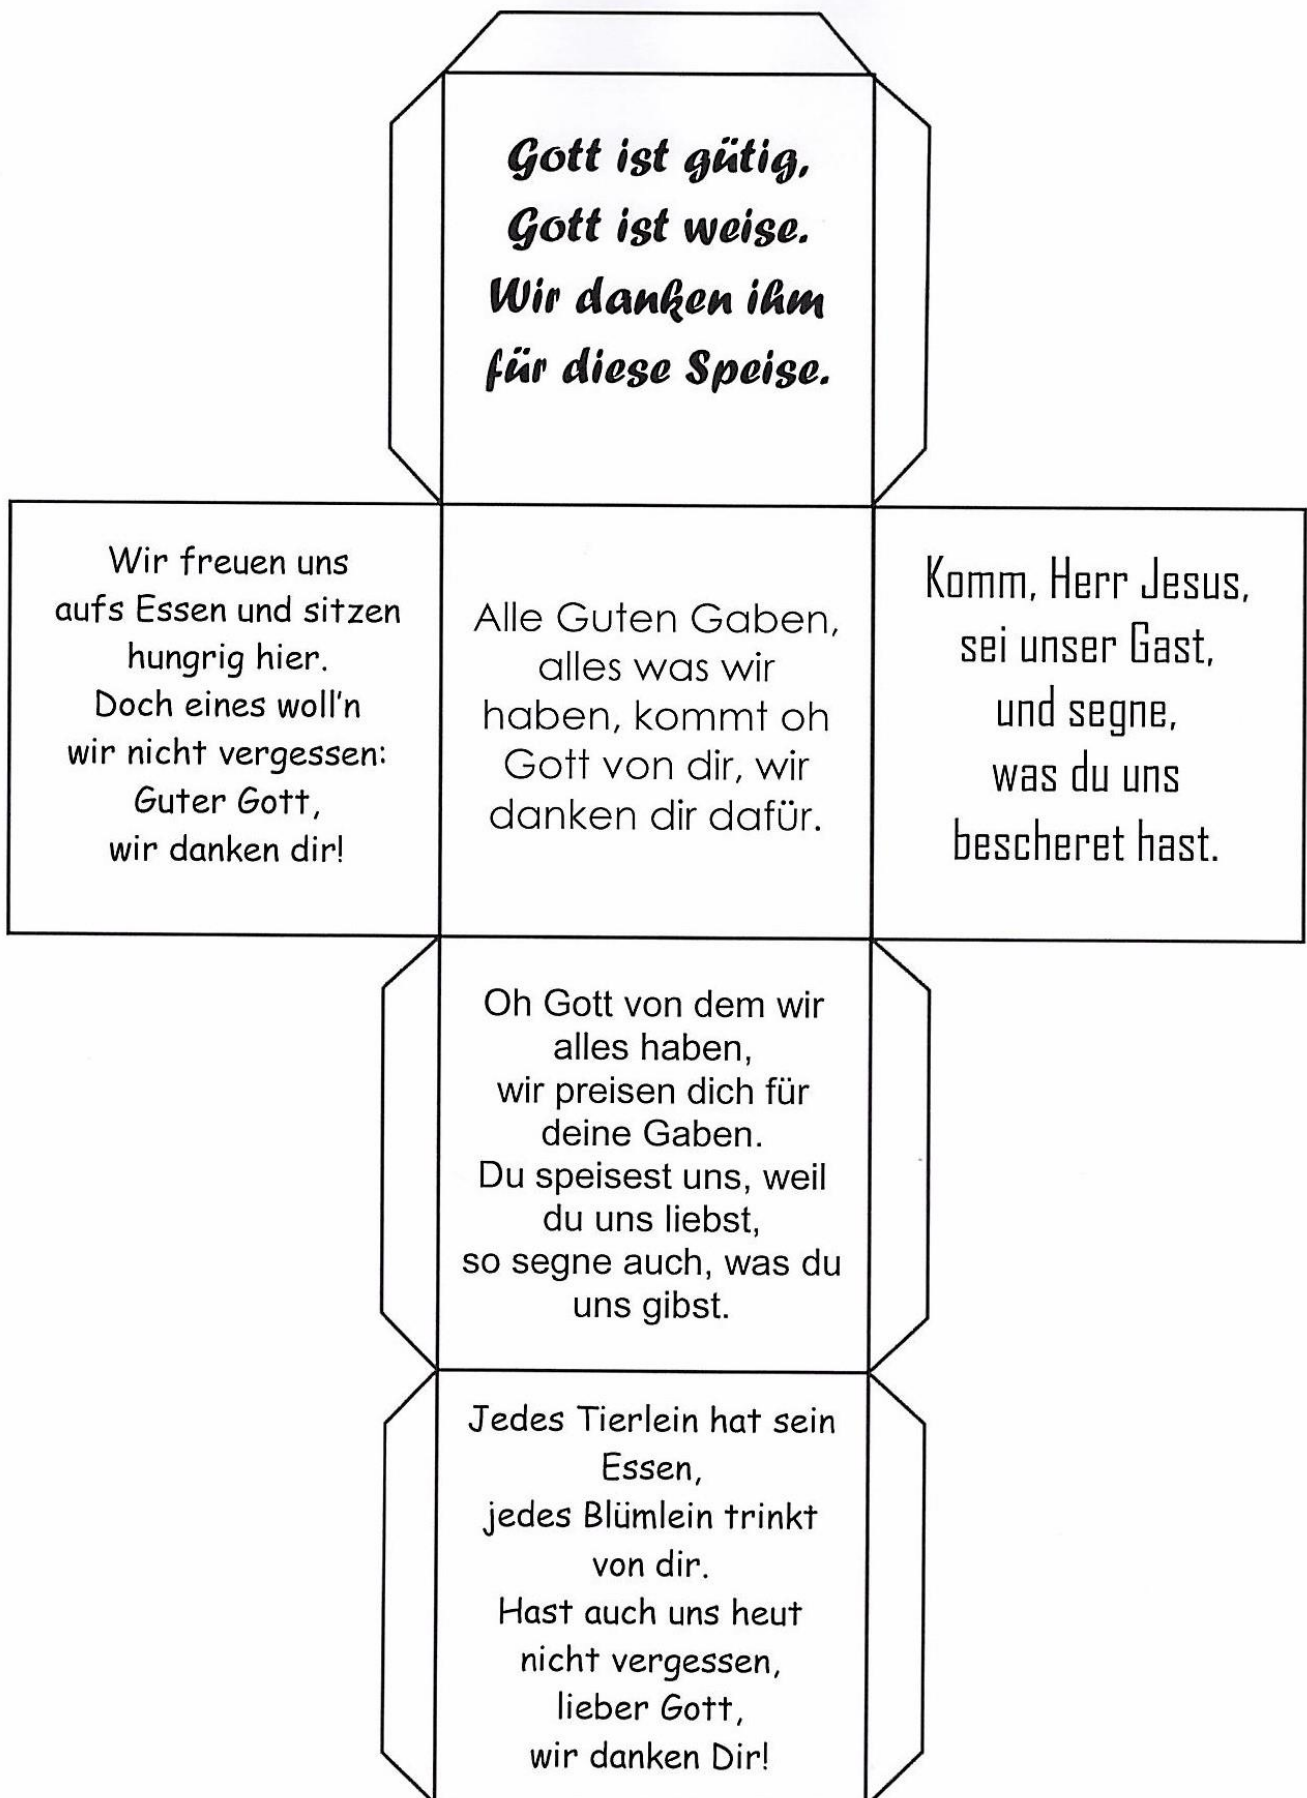 Gott ist gütig,
Gott ist weise.
Wir danken ihm
für diese Speise.
Wir freuen uns
aufs Essen und sitzen
hungrig hier.
Doch eines woll'n
wir nicht vergessen:
Guter Gott,
wir danken dir!
Alle Guten Gaben,
alles was wir
haben, kommt oh
Gott von dir, wir
danken dir dafür.
Komm, Herr Jesus,
sei unser Gast,
und segne,
was du uns
bescheret hast.
Oh Gott von dem wir
alles haben,
wir preisen dich für
deine Gaben.
Du speisest uns, weil
du uns liebst,
so segne auch, was du
uns gibst.
Jedes Tierlein hat sein
Essen,
jedes Blümlein trinkt
von dir.
Hast auch uns heut
nicht vergessen,
lieber Gott,
wir danken Dir!